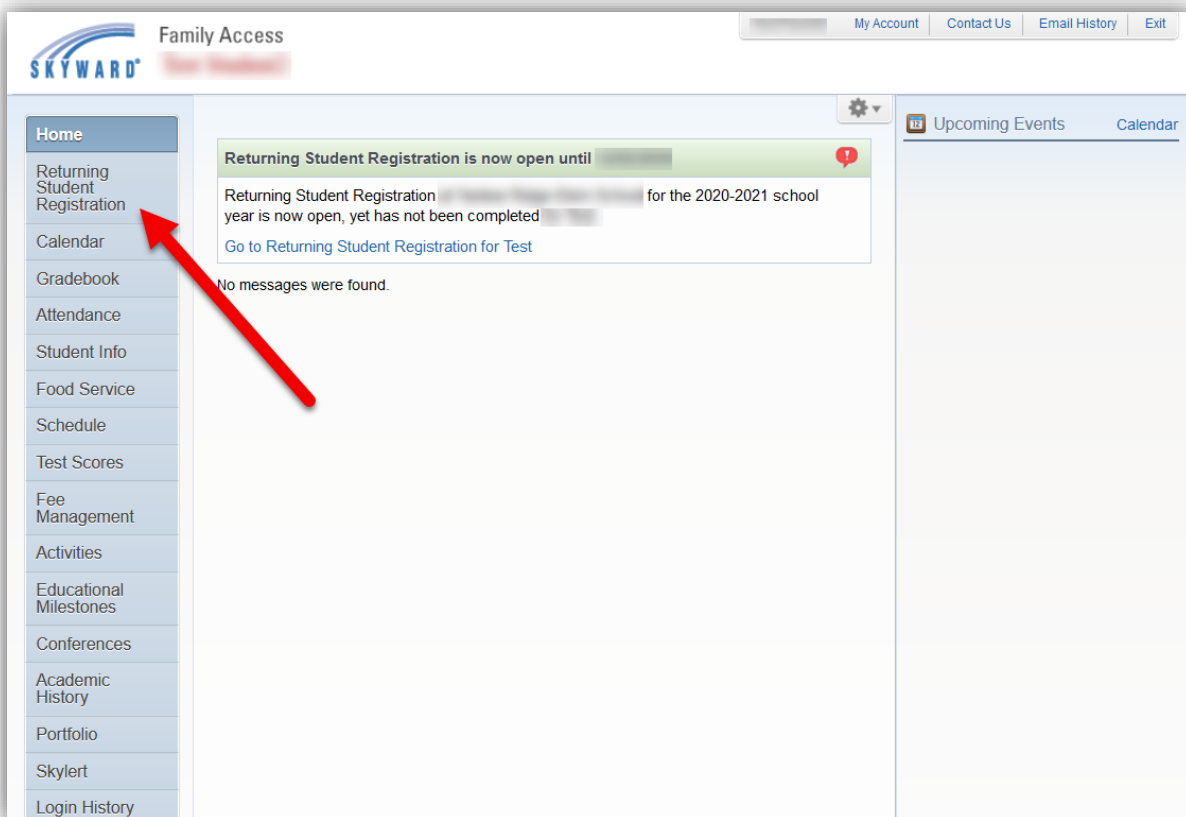 My Account Contact Us Email History Exit
SKYWARD®
Family Access
Home
Returning
Student
Registration
Calendar
Gradebook
Attendance
Student Info
Food Service
Schedule
Test Scores
Fee
Management
Activities
Educational
Milestones
Conferences
Academic
History
Portfolio
Skylert
Login History
Returning Student Registration is now open until
Returning Student Registration for the 2020-2021 school
year is now open, yet has not been completed
Go to Returning Student Registration for Test
No messages were found.
12 Upcoming Events Calendar